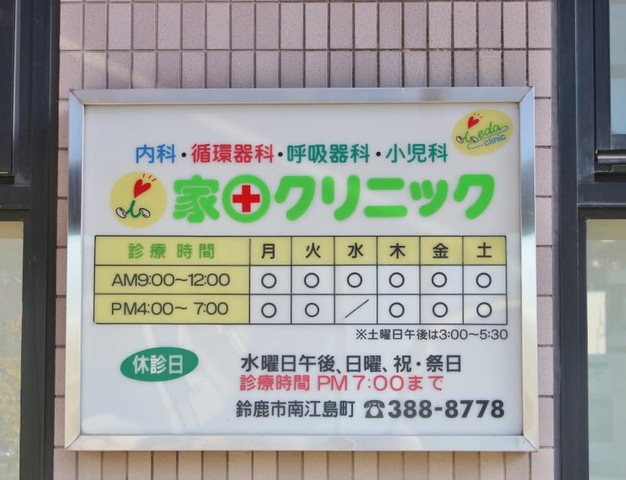 内科・循環器科・呼吸器科・小児科
eda clinic
家田クリニック
診療時間 月 火 水 木 金 土
AM9:00〜12:00 ○ ○ ○ ○ ○ ○
PM4:00〜 7:00 ○ ○ ／ ○ ○ ○
※土曜日午後は3:00〜5:30
休診日 水曜日午後、日曜、祝・祭日
診療時間 PM 7:00まで
鈴鹿市南江島町 ☎388-8778